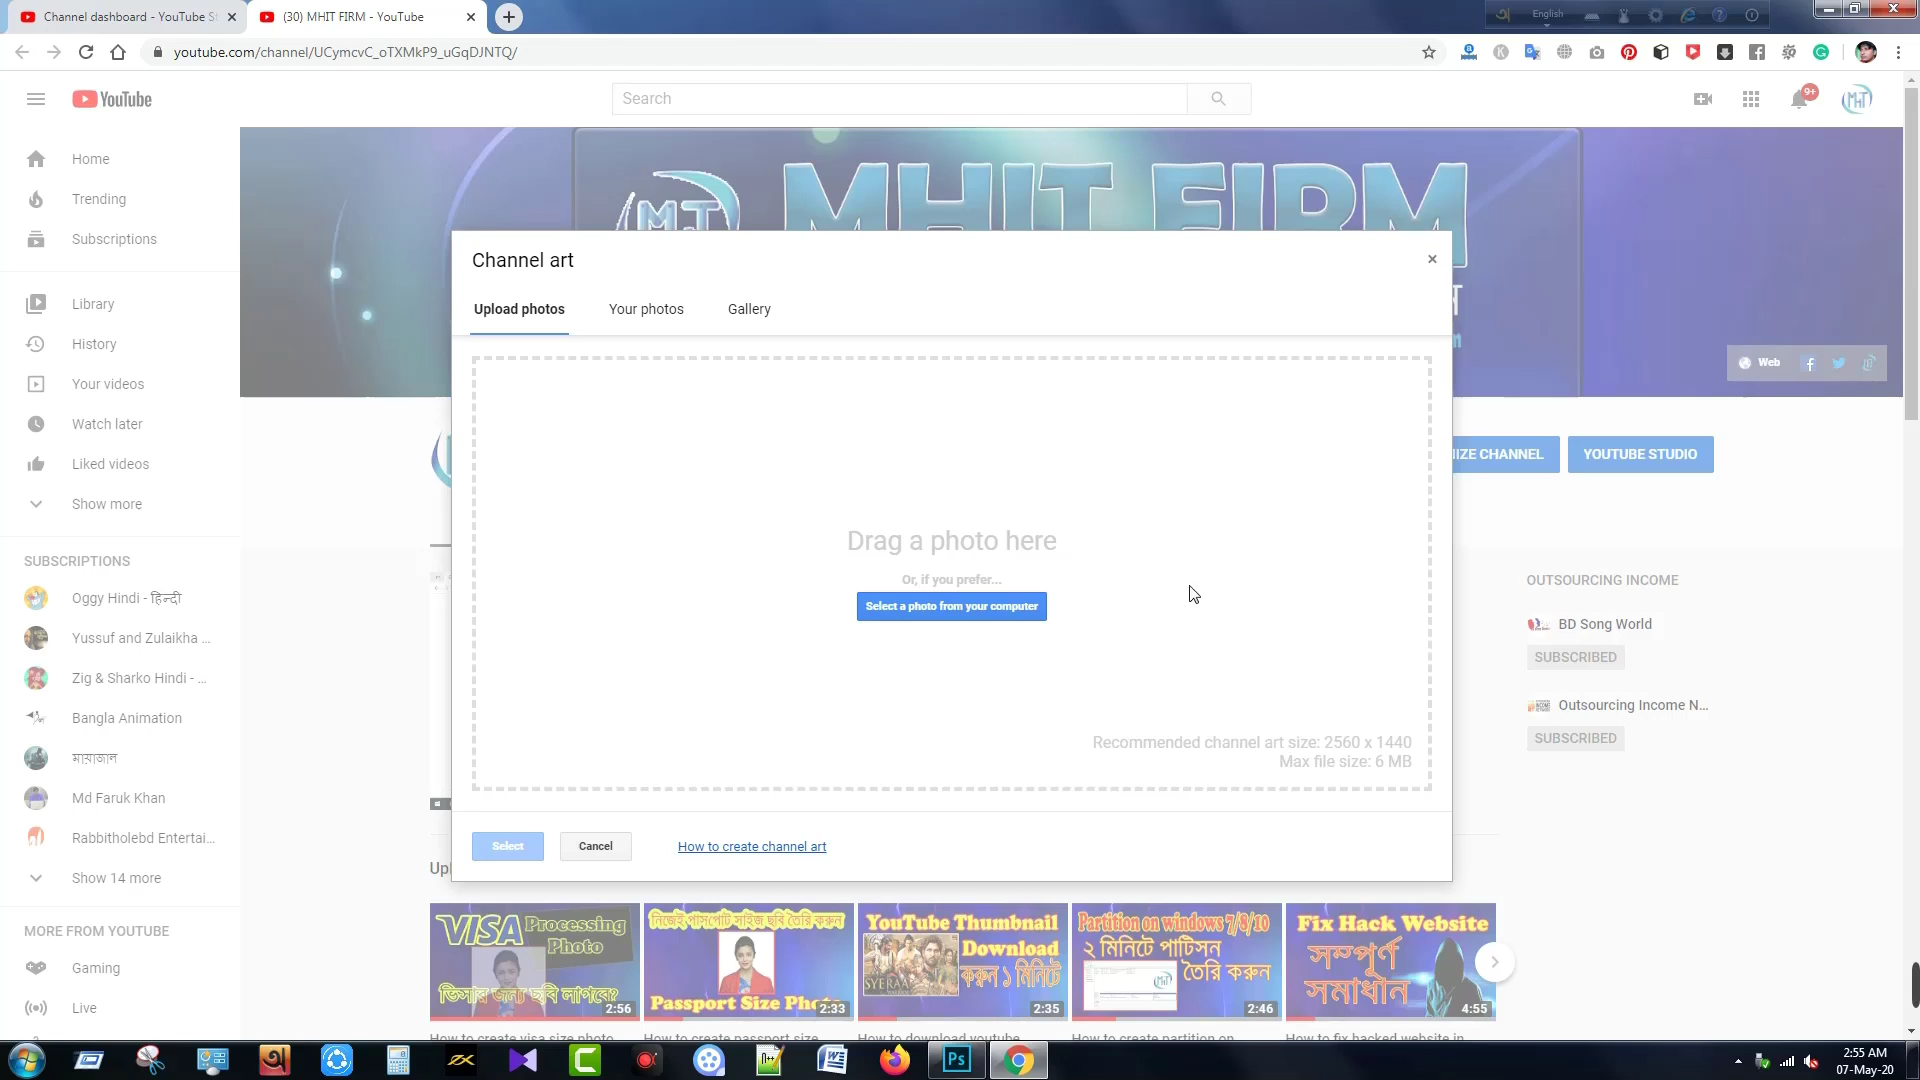 Channel dashboard - YouTube St
(30) MHIT FIRM - YouTube
English
youtube.com/channel/UCymcvC_oTXMkP9_uGqDJNTQ/
YouTube
Search
9+
MHT
Home
Trending
Subscriptions
MHIT FIRM
Web
Library
History
Your videos
Watch later
Liked videos
Show more
Channel art
Upload photos
Your photos
Gallery
Drag a photo here
Or, if you prefer...
Select a photo from your computer
Recommended channel art size: 2560 x 1440
Max file size: 6 MB
Select
Cancel
How to create channel art
IZE CHANNEL
YOUTUBE STUDIO
OUTSOURCING INCOME
BD Song World
SUBSCRIBED
Outsourcing Income N...
SUBSCRIBED
SUBSCRIPTIONS
Oggy Hindi - हिन्दी
Yussuf and Zulaikha ...
Zig & Sharko Hindi - ...
Bangla Animation
মায়াজাল
Md Faruk Khan
Rabbitholebd Entertai...
Show 14 more
MORE FROM YOUTUBE
Gaming
Live
Upl
VISA Processing
Photo
ভিসার জন্য ছবি লাগবে?
2:56
নিজেই পাসপোর্ট সাইজ ছবি তৈরি করুন
Passport Size Photo
2:33
YouTube Thumbnail
Download
SYERAA
করুন ১ মিনিটে
2:35
Partition on windows 7/8/10
২ মিনিটে পার্টিসন
তৈরি করুন
2:46
Fix Hack Website
সম্পূর্ণ
সমাধান
4:55
How to create visa size photo
How to create passport size
How to download youtube
How to create partition on
How to fix hacked website in
2:55 AM
07-May-20